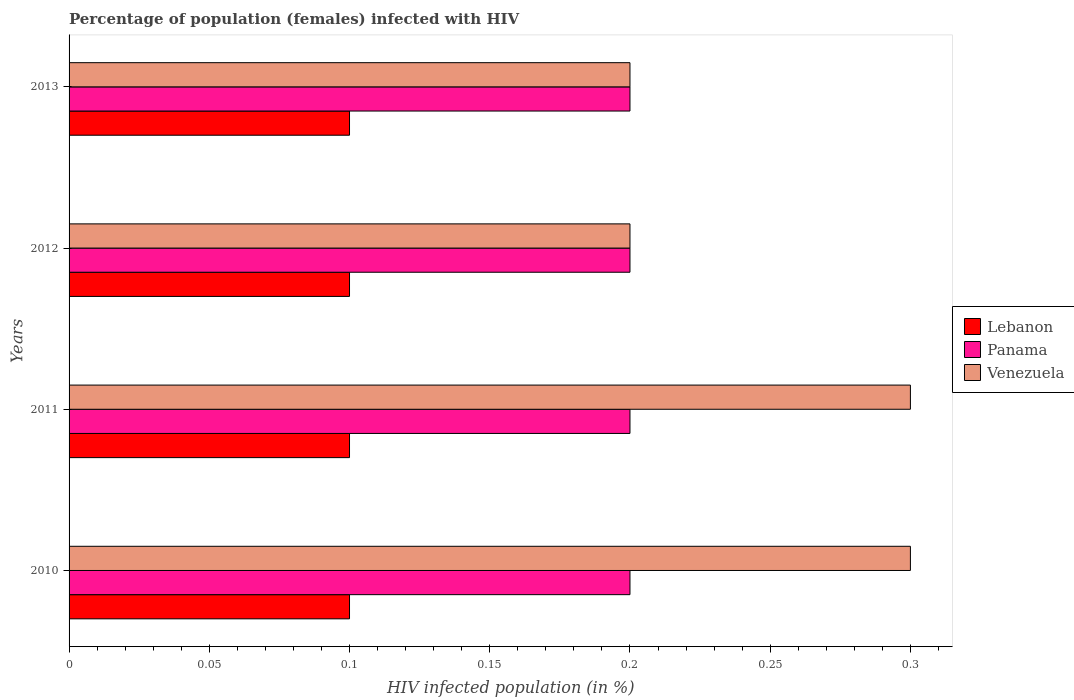 Percentage of population (females) infected with HIV
2013
2012
2011
2010
Years
0
0.05
0.1
0.15
0.2
0.25
0.3
HIV infected population (in %)
Lebanon
Panama
Venezuela